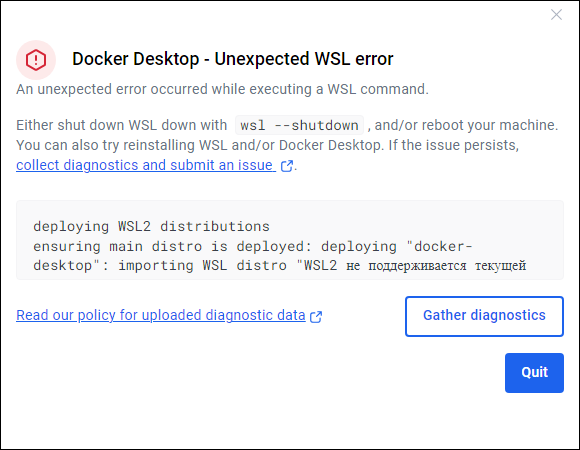 Docker Desktop - Unexpected WSL error
An unexpected error occurred while executing a WSL command.
Either shut down WSL down with wsl --shutdown , and/or reboot your machine.
You can also try reinstalling WSL and/or Docker Desktop. If the issue persists,
collect diagnostics and submit an issue .
deploying WSL2 distributions
ensuring main distro is deployed: deploying "docker-
desktop": importing WSL distro "WSL2 не поддерживается текущей
Read our policy for uploaded diagnostic data
Gather diagnostics
Quit